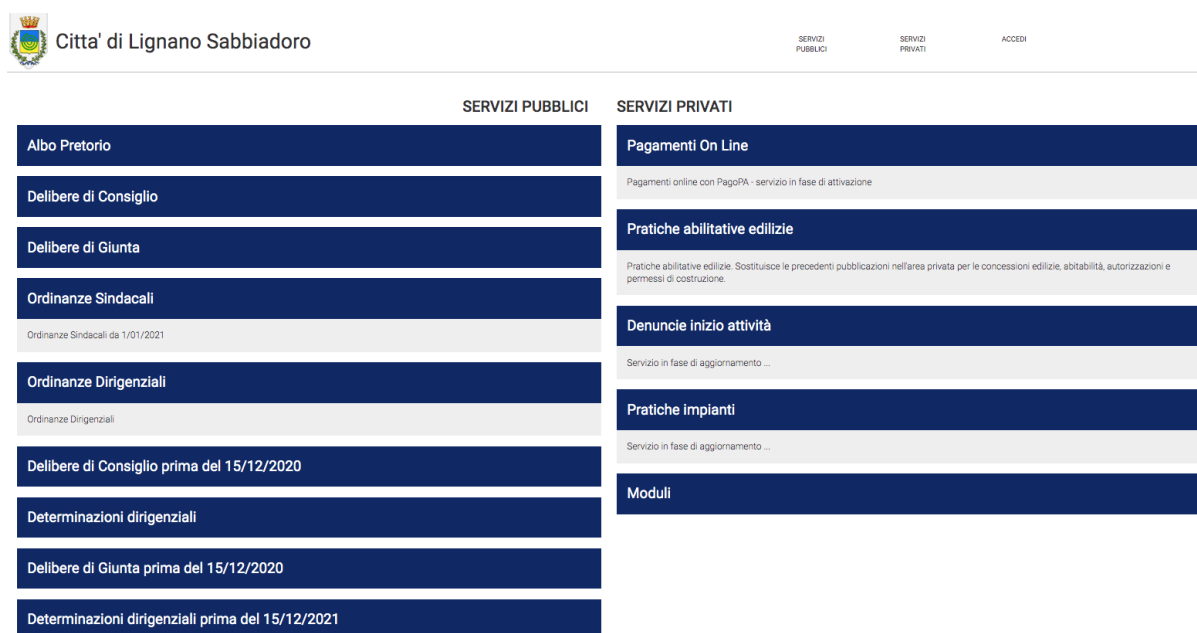 Citta' di Lignano Sabbiadoro
SERVIZI
PUBBLICI
SERVIZI
PRIVATI
ACCEDI
SERVIZI PUBBLICI
Albo Pretorio
Delibere di Consiglio
Delibere di Giunta
Ordinanze Sindacali
Ordinanze Sindacali da 1/01/2021
Ordinanze Dirigenziali
Ordinanze Dirigenziali
Delibere di Consiglio prima del 15/12/2020
Determinazioni dirigenziali
Delibere di Giunta prima del 15/12/2020
Determinazioni dirigenziali prima del 15/12/2021
SERVIZI PRIVATI
Pagamenti On Line
Pagamenti online con PagoPA - servizio in fase di attivazione
Pratiche abilitative edilizie
Pratiche abilitative edilizie. Sostituisce le precedenti pubblicazioni nell'area privata per le concessioni edilizie, abitabilità, autorizzazioni e
permessi di costruzione.
Denuncie inizio attività
Servizio in fase di aggiornamento ...
Pratiche impianti
Servizio in fase di aggiornamento ...
Moduli